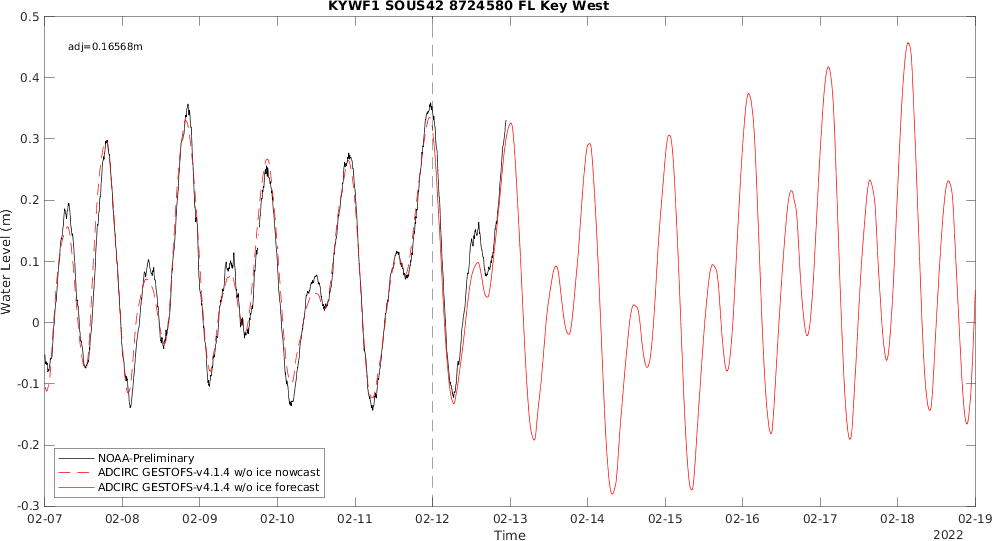 KYWF1 SOUS42 8724580 FL Key West
0.5
adj=0.16568m
0.4
0.3
0.2
0.1
0
-0.1
-0.2
-0.3
Water Level (m)
NOAA-Preliminary
ADCIRC GESTOFS-v4.1.4 w/o ice nowcast
ADCIRC GESTOFS-v4.1.4 w/o ice forecast
02-07 02-08 02-09 02-10 02-11 02-12 02-13 02-14 02-15 02-16 02-17 02-18 02-19
Time
2022